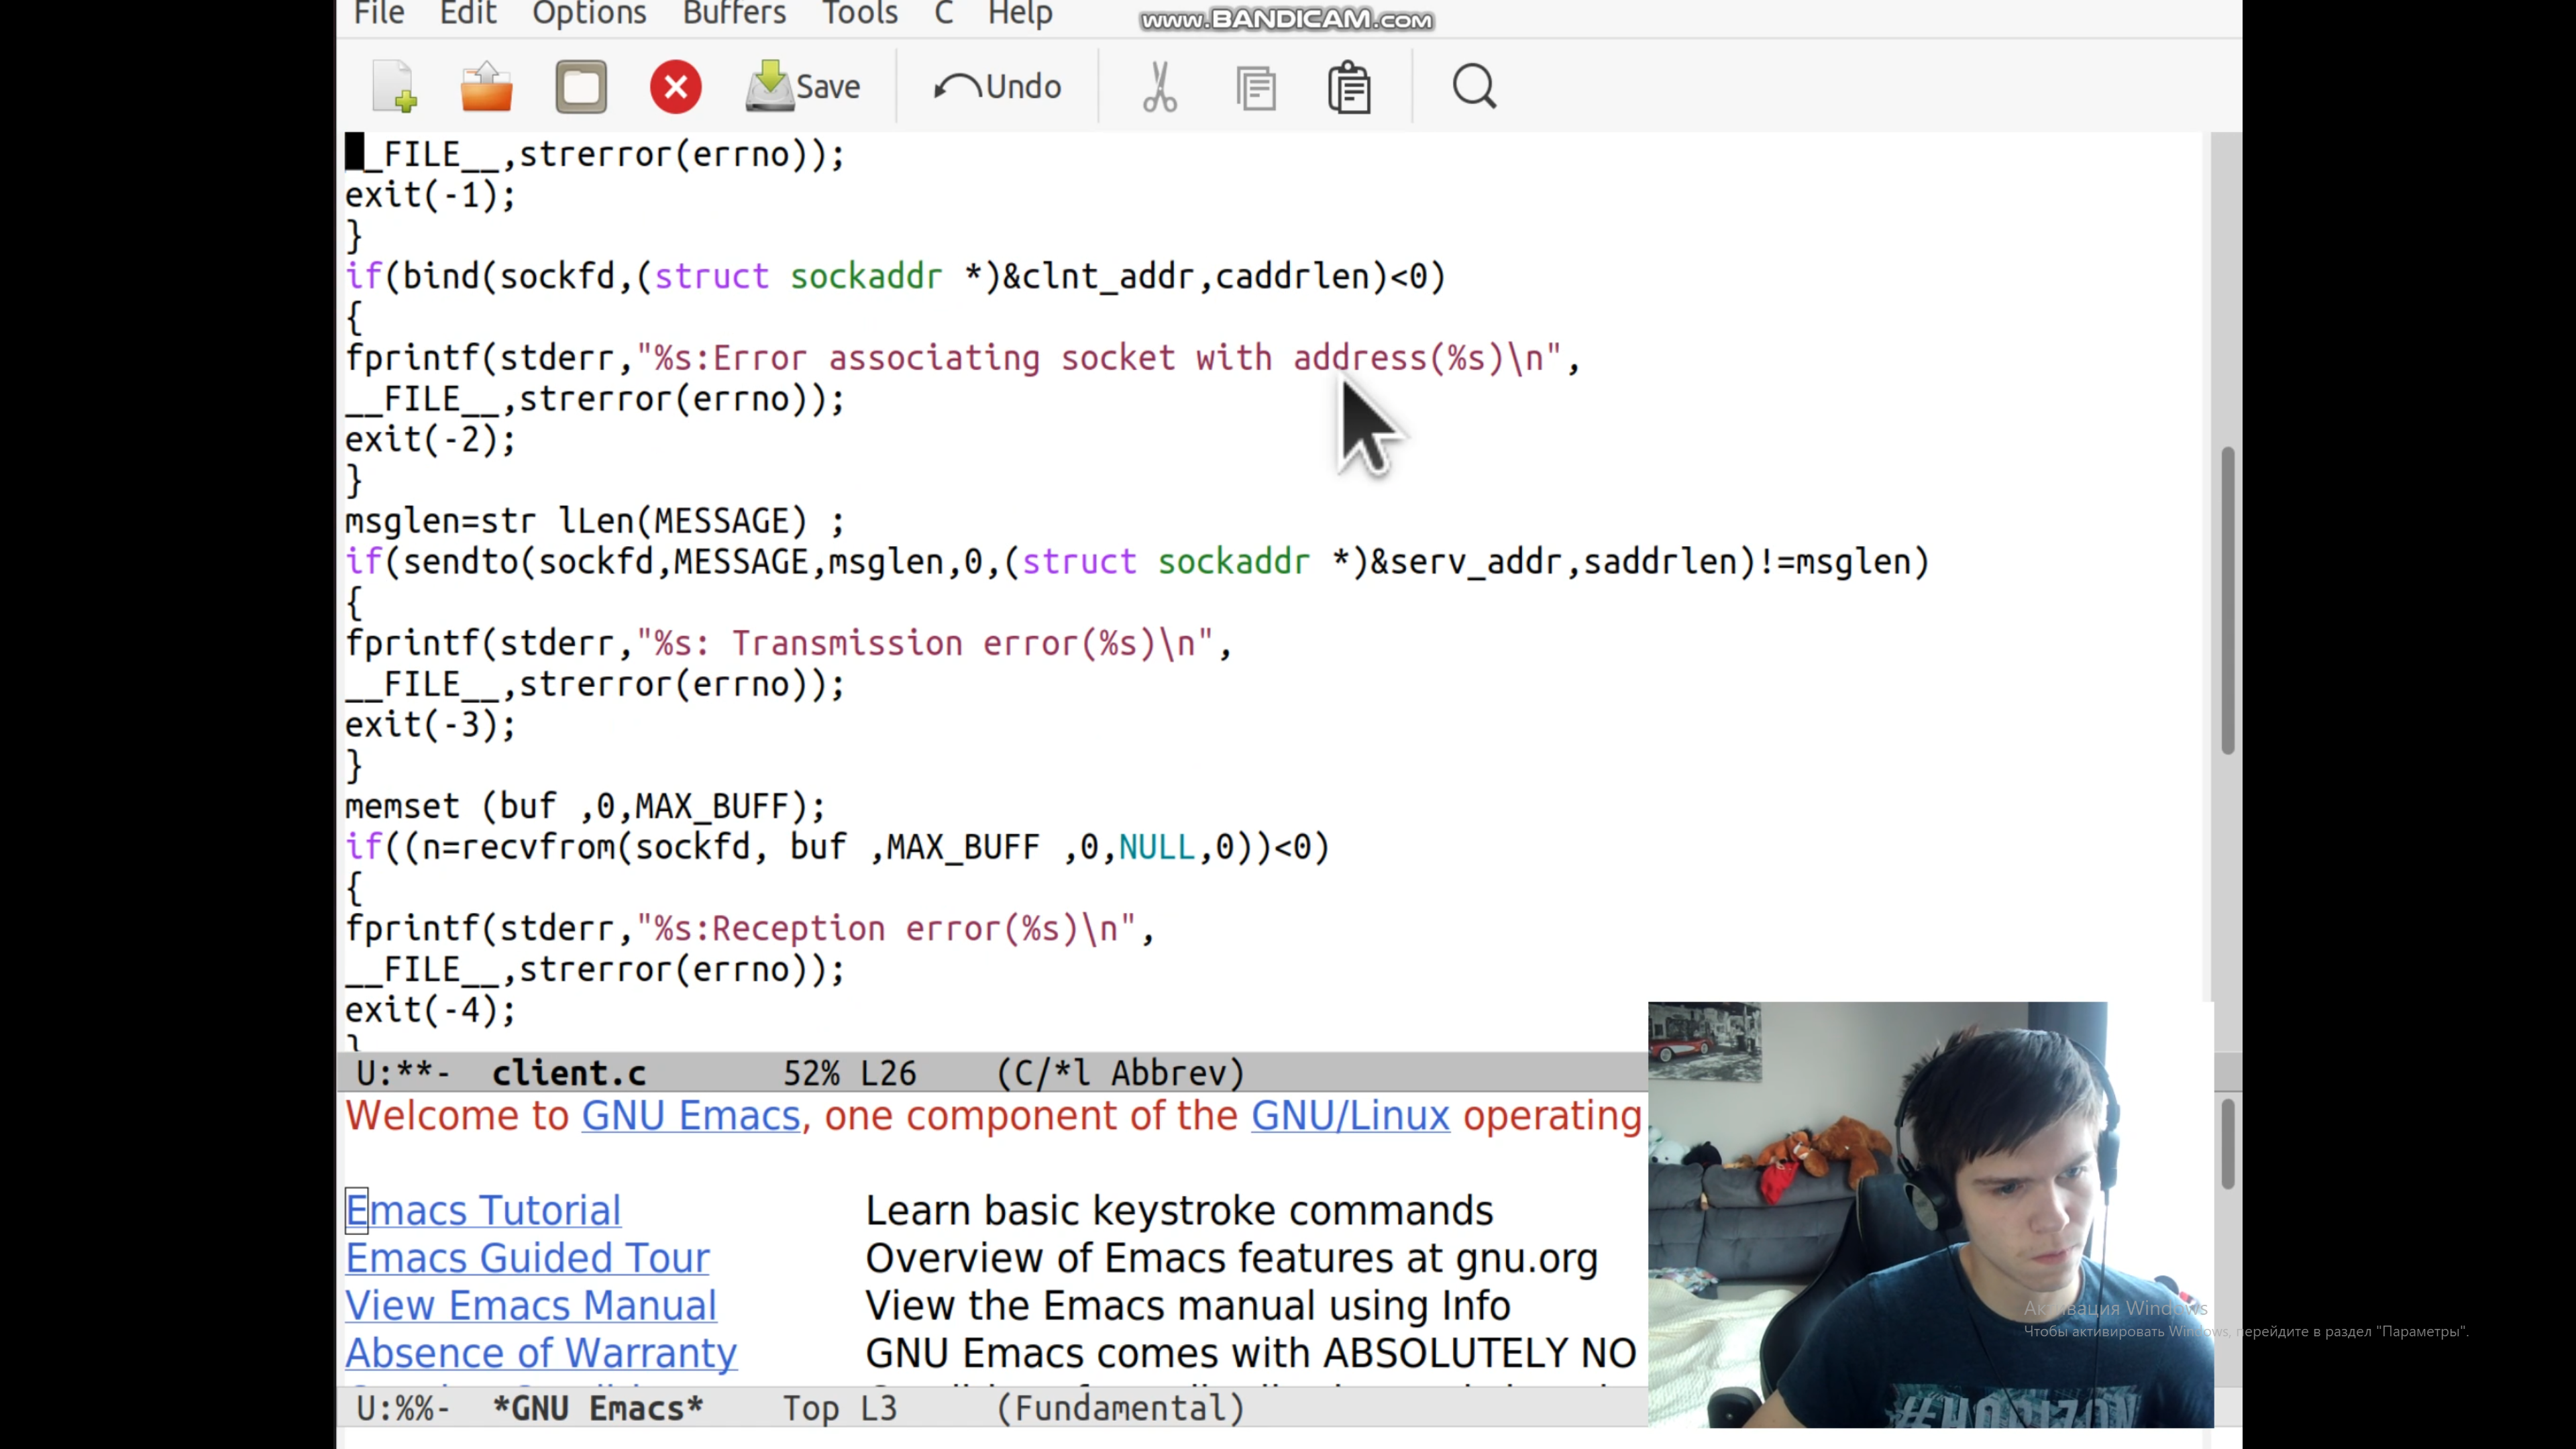 File Edit Options Buffers Tools C Help
www.BANDICAM.com
Save Undo
_FILE__,strerror(errno));
exit(-1);
}
if(bind(sockfd,(struct sockaddr *)&clnt_addr,caddrlen)<0)
{
fprintf(stderr,"%s:Error associating socket with address(%s)\n",
__FILE__,strerror(errno));
exit(-2);
}
msglen=str lLen(MESSAGE) ;
if(sendto(sockfd,MESSAGE,msglen,0,(struct sockaddr *)&serv_addr,saddrlen)!=msglen)
{
fprintf(stderr,"%s: Transmission error(%s)\n",
__FILE__,strerror(errno));
exit(-3);
}
memset (buf ,0,MAX_BUFF);
if((n=recvfrom(sockfd, buf ,MAX_BUFF ,0,NULL,0))<0)
{
fprintf(stderr,"%s:Reception error(%s)\n",
__FILE__,strerror(errno));
exit(-4);
}
U:**- client.c 52% L26 (C/*l Abbrev)
Welcome to GNU Emacs, one component of the GNU/Linux operating
Emacs Tutorial Learn basic keystroke commands
Emacs Guided Tour Overview of Emacs features at gnu.org
View Emacs Manual View the Emacs manual using Info
Absence of Warranty GNU Emacs comes with ABSOLUTELY NO
U:%%- *GNU Emacs* Top L3 (Fundamental)
Активация Windows
Чтобы активировать Windows, перейдите в раздел "Параметры".
#HORIZON